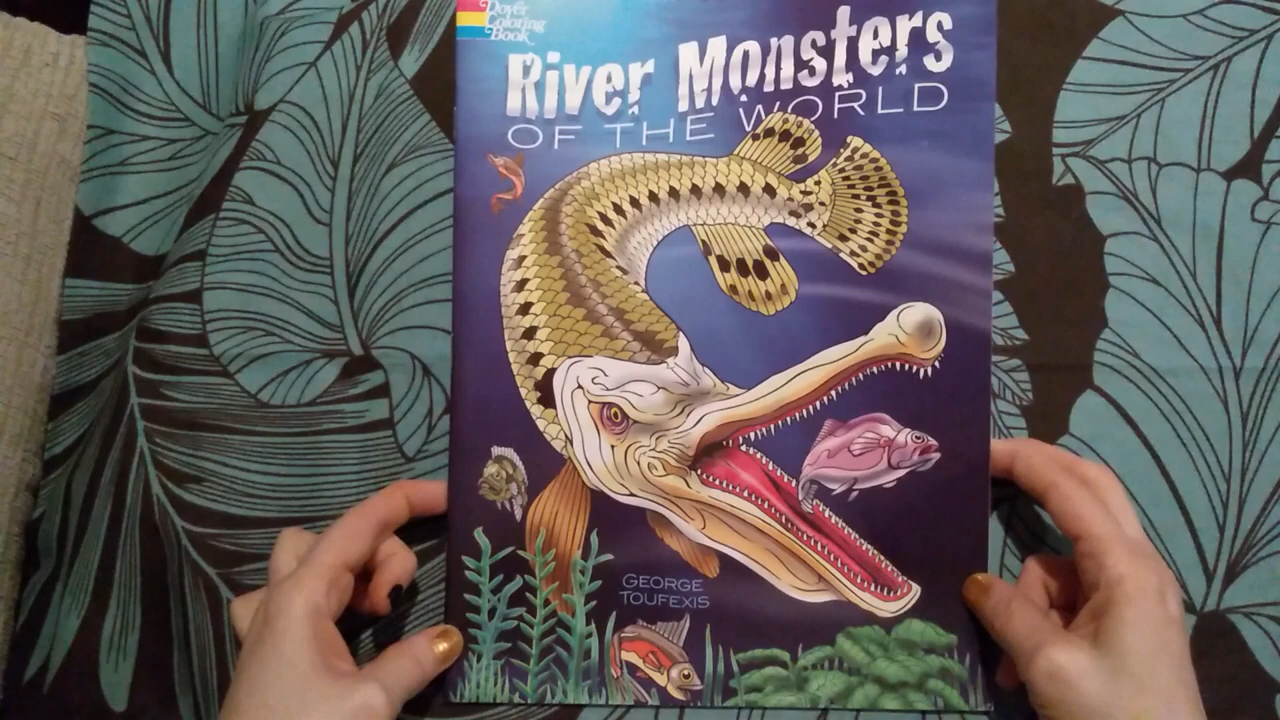 Dover
Coloring
Book
River Monsters
OF THE WORLD
GEORGE
TOUFEXIS